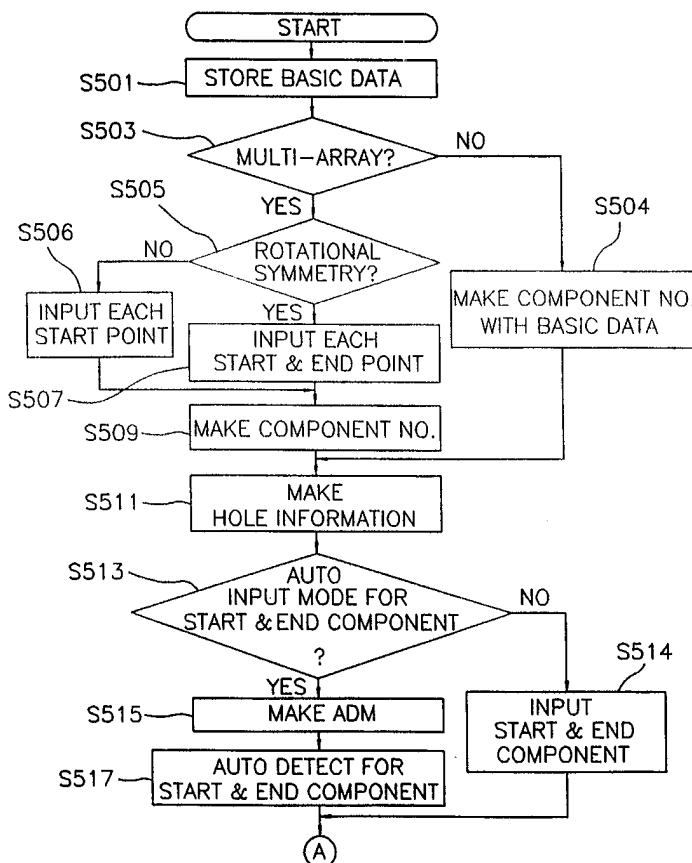 START
S501
STORE BASIC DATA
S503
MULTI-ARRAY?
NO
YES
S505
S504
S506
NO
ROTATIONAL
SYMMETRY?
INPUT EACH
START POINT
YES
MAKE COMPONENT NO.
WITH BASIC DATA
INPUT EACH
START & END POINT
S507
S509
MAKE COMPONENT NO.
S511
MAKE
HOLE INFORMATION
S513
AUTO
INPUT MODE FOR
START & END COMPONENT
?
NO
YES
S514
S515
MAKE ADM
INPUT
START & END
COMPONENT
S517
AUTO DETECT FOR
START & END COMPONENT
A